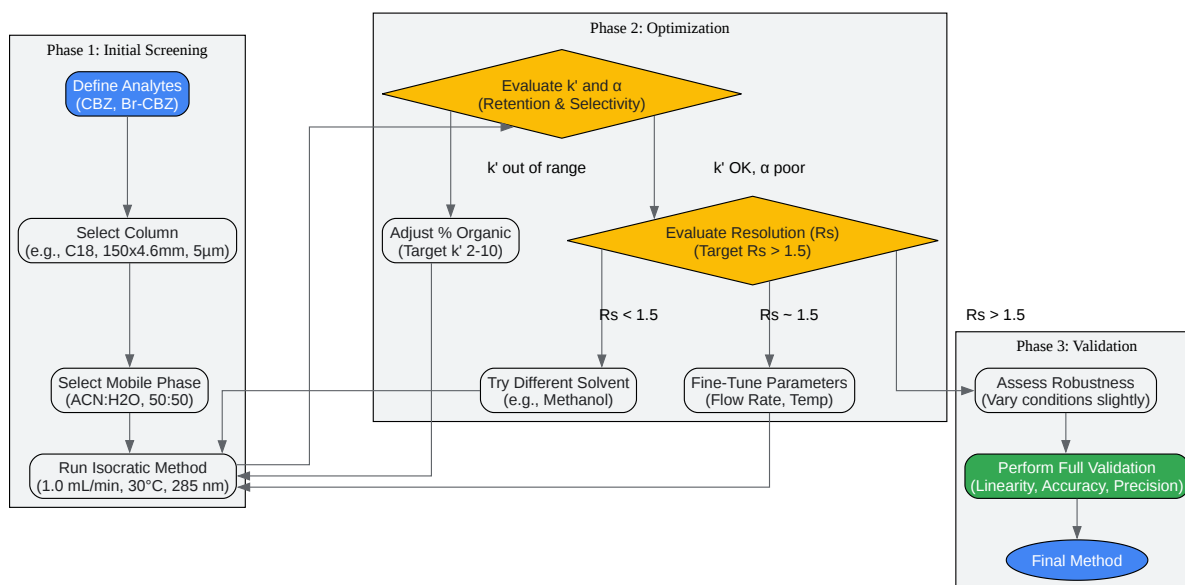 Phase 1: Initial Screening
Define Analytes
(CBZ, Br-CBZ)
Select Column
(e.g., C18, 150x4.6mm, 5μm)
Select Mobile Phase
(ACN:H2O, 50:50)
Run Isocratic Method
(1.0 mL/min, 30°C, 285 nm)
Phase 2: Optimization
Evaluate k' and α
(Retention & Selectivity)
k' out of range
k' OK, α poor
Adjust % Organic
(Target k' 2-10)
Evaluate Resolution (Rs)
(Target Rs > 1.5)
Rs < 1.5
Rs ~ 1.5
Rs > 1.5
Try Different Solvent
(e.g., Methanol)
Fine-Tune Parameters
(Flow Rate, Temp)
Phase 3: Validation
Assess Robustness
(Vary conditions slightly)
Perform Full Validation
(Linearity, Accuracy, Precision)
Final Method